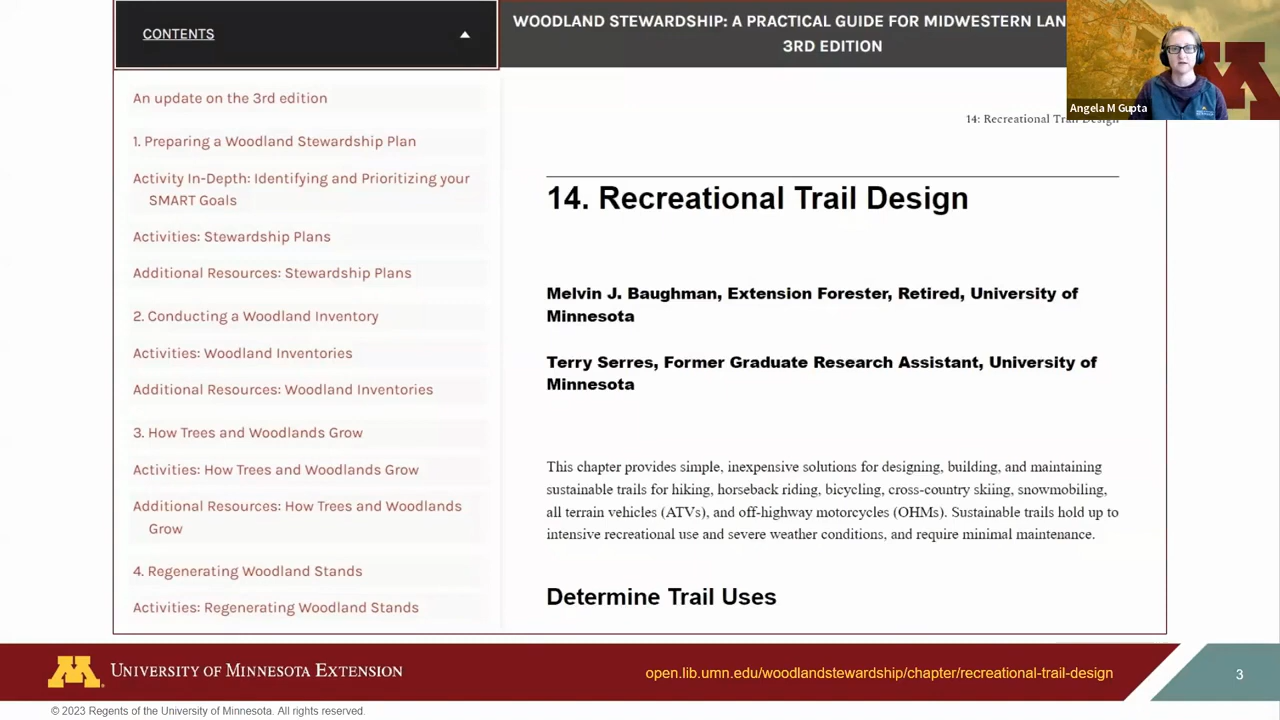 CONTENTS
An update on the 3rd edition
1. Preparing a Woodland Stewardship Plan
Activity In-Depth: Identifying and Prioritizing your
SMART Goals
Activities: Stewardship Plans
Additional Resources: Stewardship Plans
2. Conducting a Woodland Inventory
Activities: Woodland Inventories
Additional Resources: Woodland Inventories
3. How Trees and Woodlands Grow
Activities: How Trees and Woodlands Grow
Additional Resources: How Trees and Woodlands
Grow
4. Regenerating Woodland Stands
Activities: Regenerating Woodland Stands
WOODLAND STEWARDSHIP: A PRACTICAL GUIDE FOR MIDWESTERN LAN
3RD EDITION
Angela M Gupta
14: Recreational Trail Design
14. Recreational Trail Design
Melvin J. Baughman, Extension Forester, Retired, University of
Minnesota
Terry Serres, Former Graduate Research Assistant, University of
Minnesota
This chapter provides simple, inexpensive solutions for designing, building, and maintaining
sustainable trails for hiking, horseback riding, bicycling, cross-country skiing, snowmobiling,
all terrain vehicles (ATVs), and off-highway motorcycles (OHMs). Sustainable trails hold up to
intensive recreational use and severe weather conditions, and require minimal maintenance.
Determine Trail Uses
M UNIVERSITY OF MINNESOTA EXTENSION
open.lib.umn.edu/woodlandstewardship/chapter/recreational-trail-design
3
© 2023 Regents of the University of Minnesota. All rights reserved.